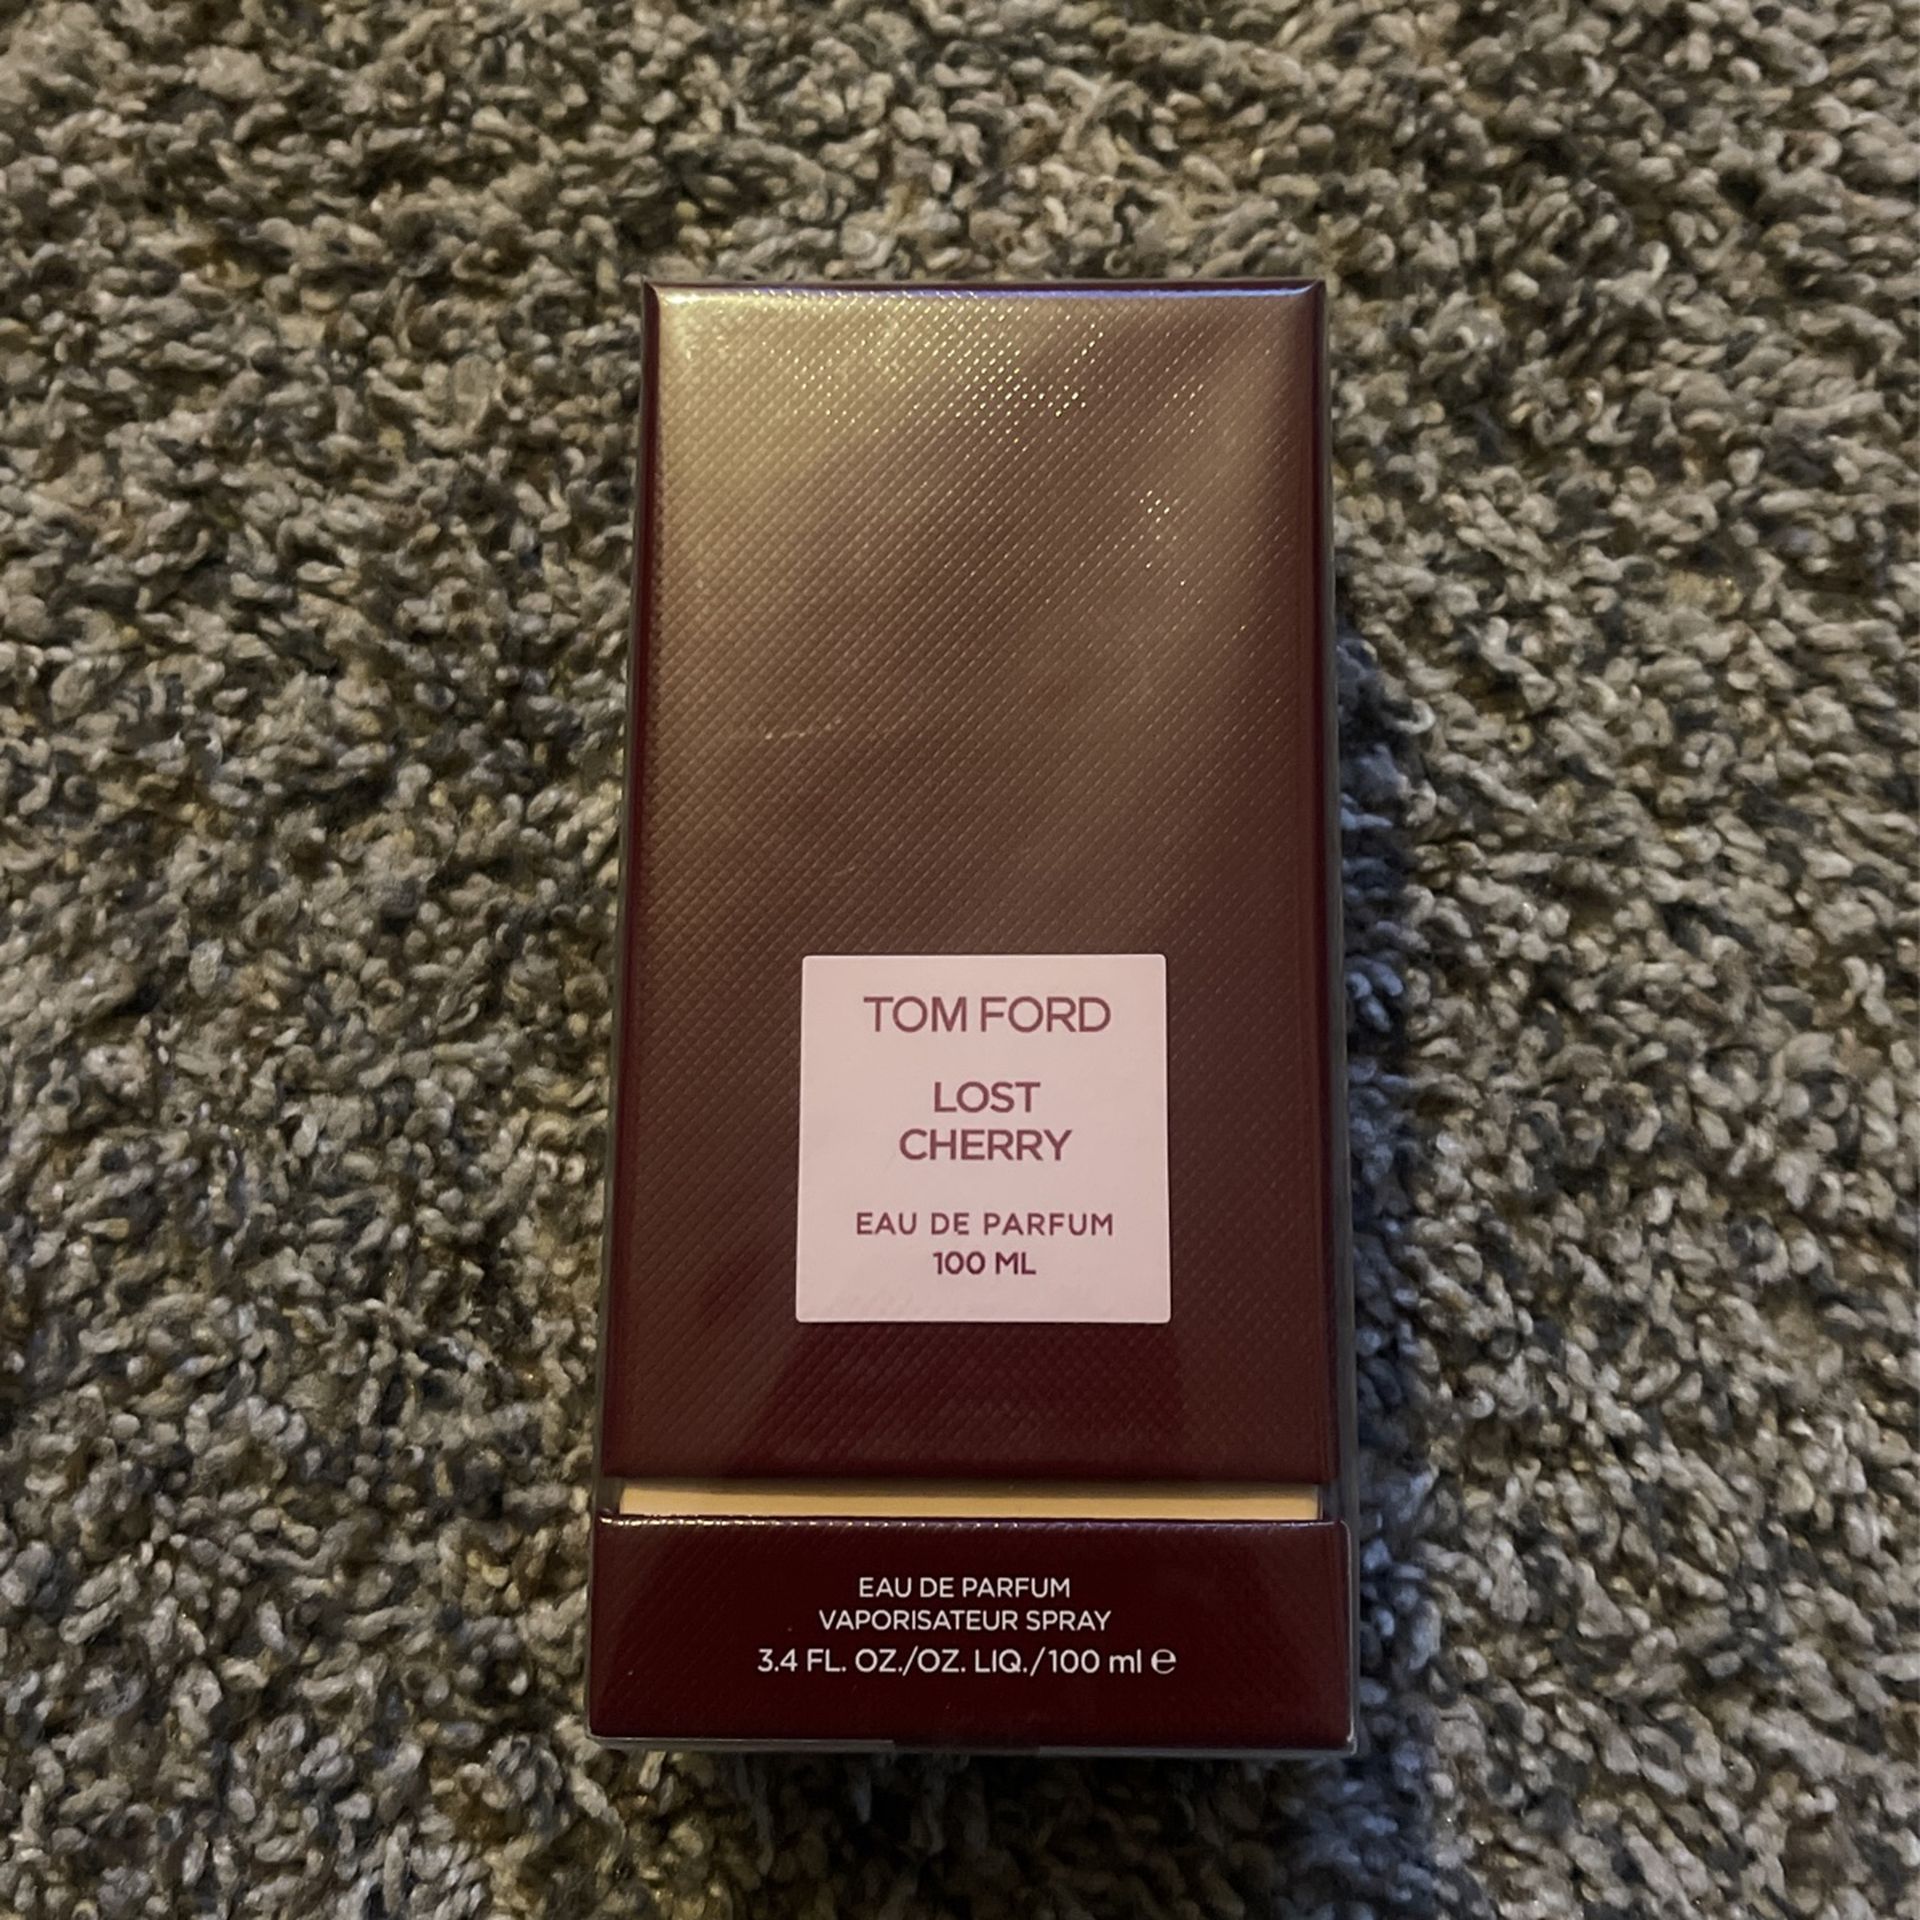 TOM FORD
LOST
CHERRY
EAU DE PARFUM
100 ML
EAU DE PARFUM
VAPORISATEUR SPRAY
3.4 FL. OZ./OZ. LIQ./100 ml ℮